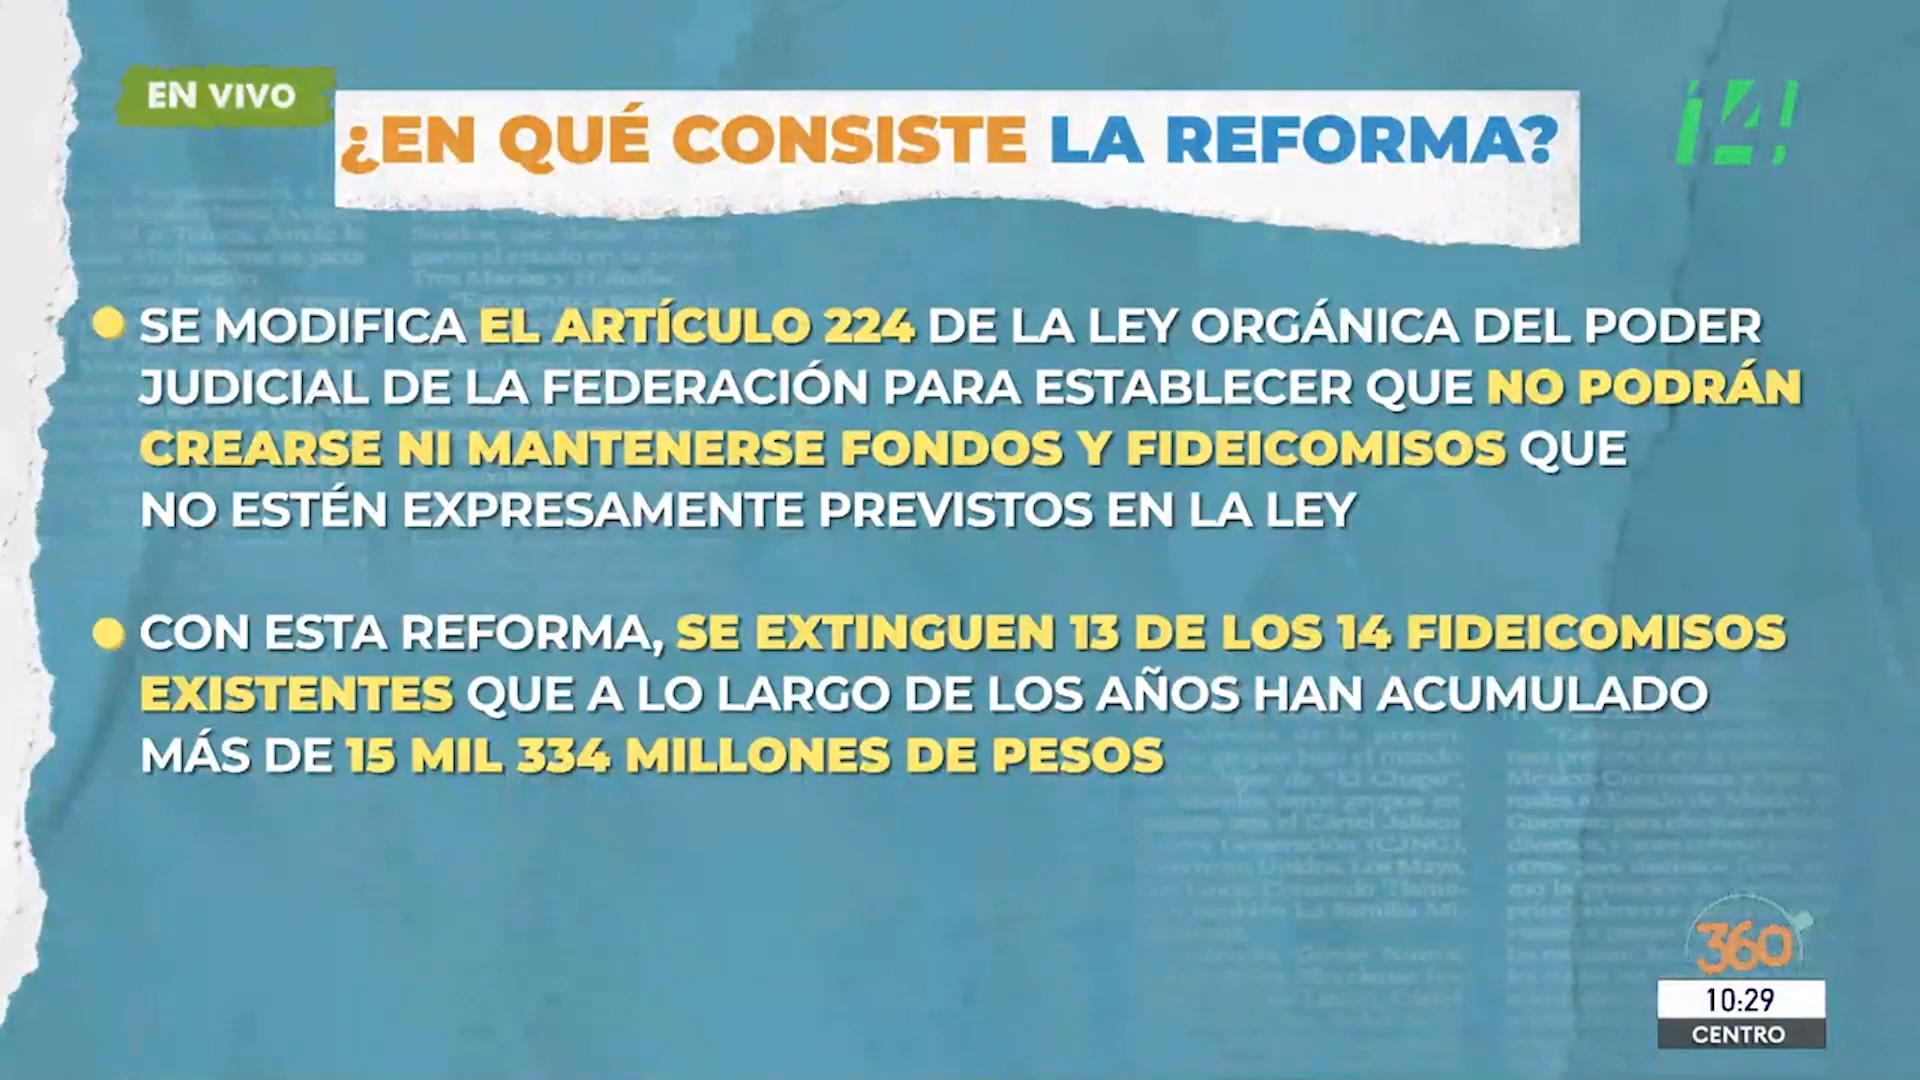 EN VIVO
¿EN QUÉ CONSISTE LA REFORMA?
14!
SE MODIFICA EL ARTÍCULO 224 DE LA LEY ORGÁNICA DEL PODER
JUDICIAL DE LA FEDERACIÓN PARA ESTABLECER QUE NO PODRÁN
CREARSE NI MANTENERSE FONDOS Y FIDEICOMISOS QUE
NO ESTÉN EXPRESAMENTE PREVISTOS EN LA LEY
CON ESTA REFORMA, SE EXTINGUEN 13 DE LOS 14 FIDEICOMISOS
EXISTENTES QUE A LO LARGO DE LOS AÑOS HAN ACUMULADO
MÁS DE 15 MIL 334 MILLONES DE PESOS
360
10:29
CENTRO